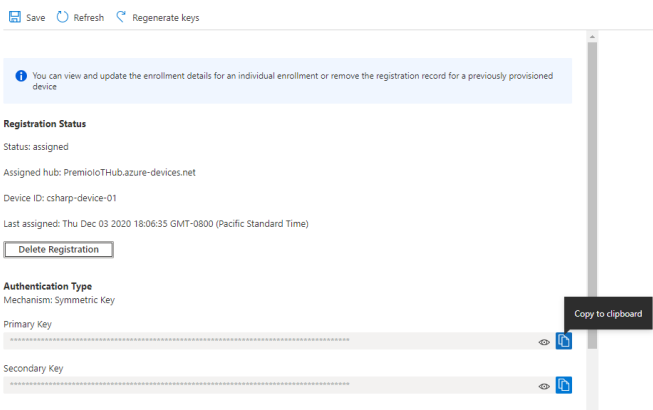 Save Refresh Regenerate keys
You can view and update the enrollment details for an individual enrollment or remove the registration record for a previously provisioned
device
Registration Status
Status: assigned
Assigned hub: PremioIoTHub.azure-devices.net
Device ID: csharp-device-01
Last assigned: Thu Dec 03 2020 18:06:35 GMT-0800 (Pacific Standard Time)
Delete Registration
Authentication Type
Mechanism: Symmetric Key
Copy to clipboard
Primary Key
Secondary Key